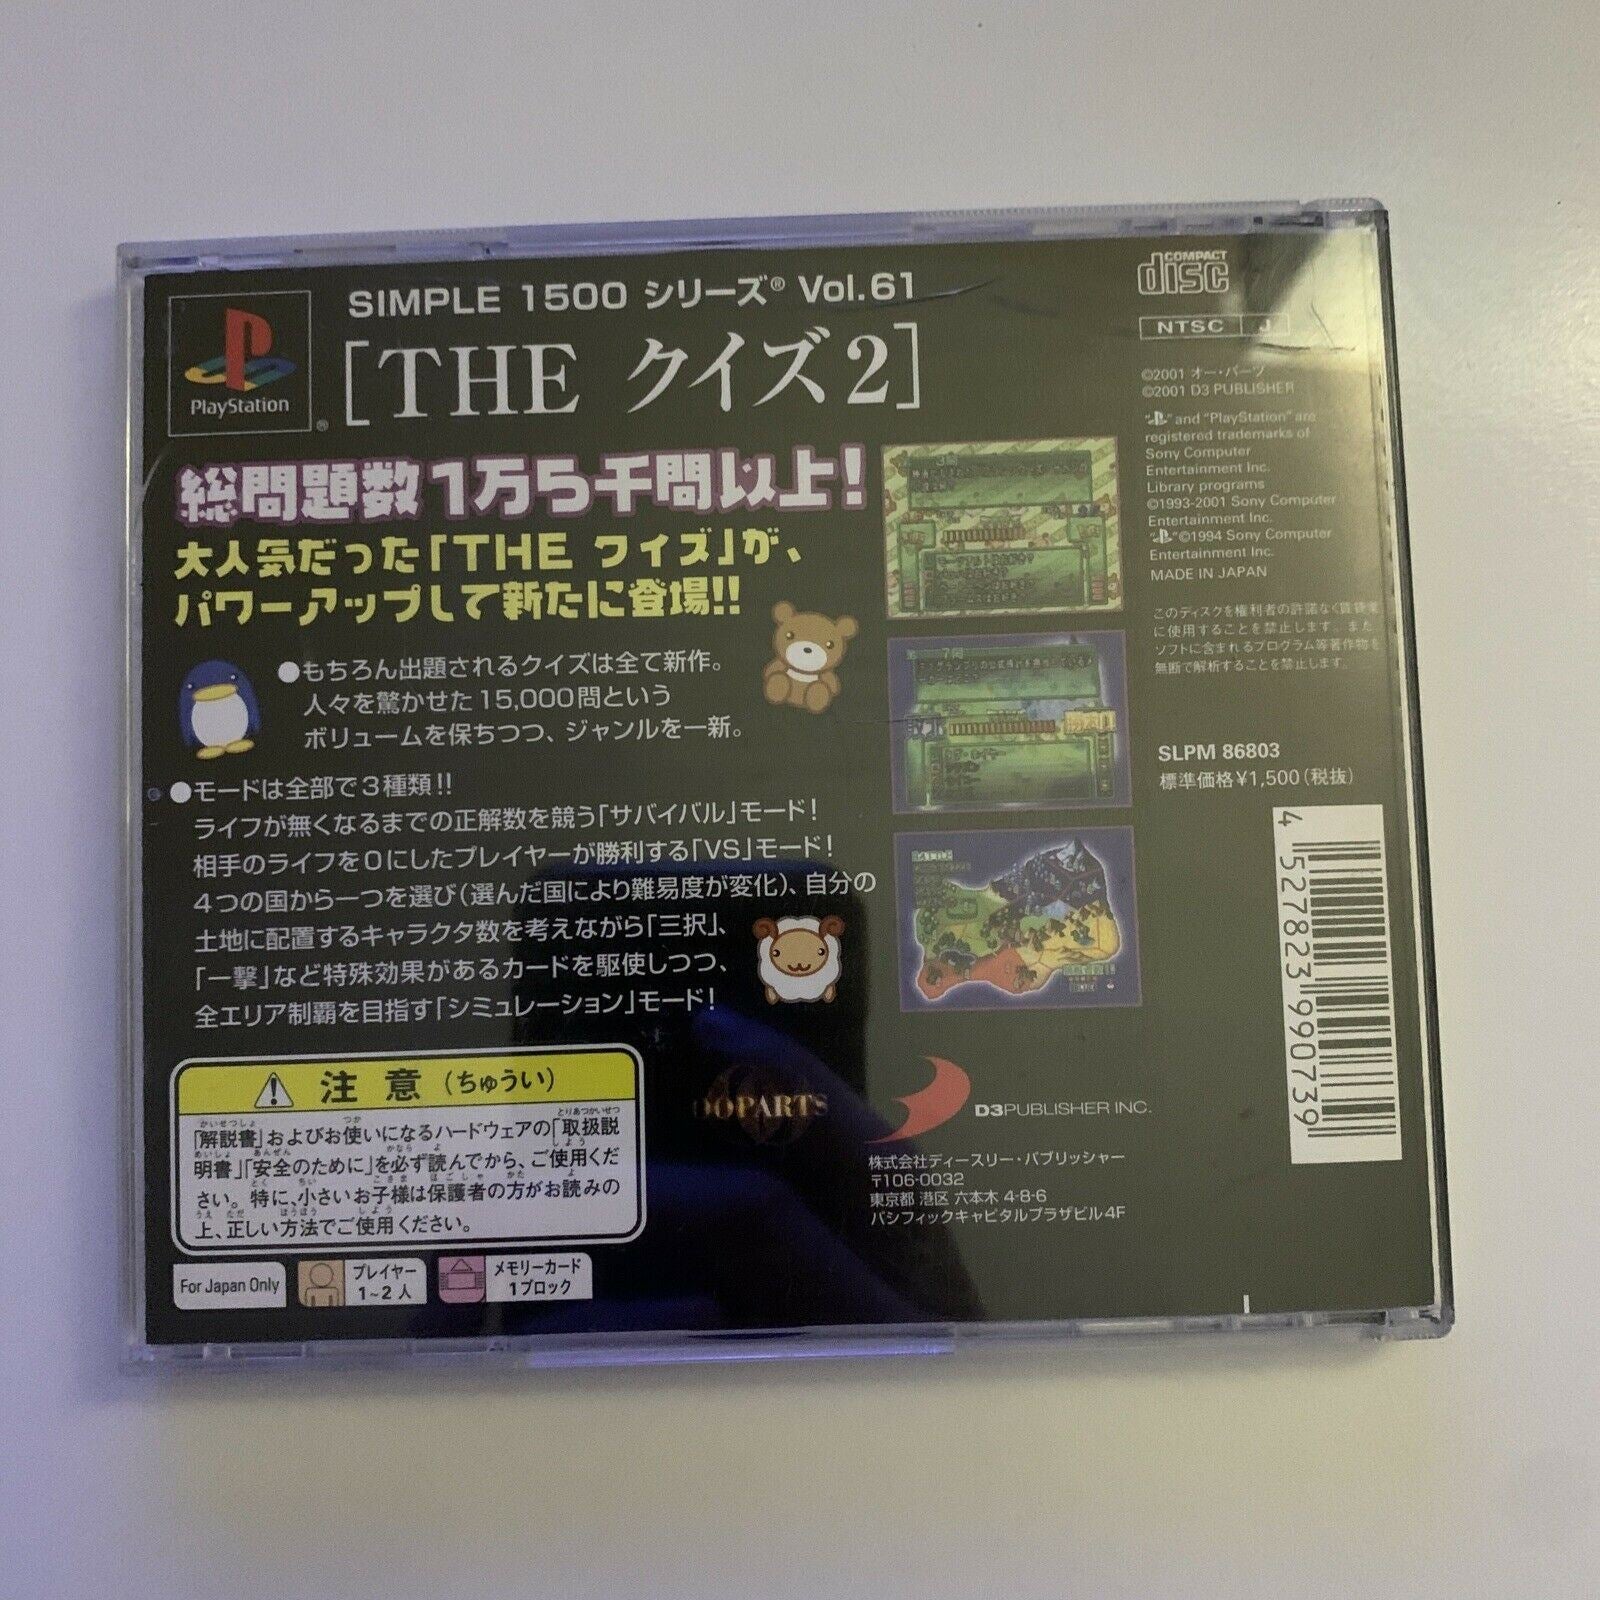 SIMPLE 1500 シリーズ® Vol.61
[THE クイズ2]
PlayStation
®
総問題数1万5千問以上!
大人気だった「THE クイズ」が、
パワーアップして新たに登場!!
●もちろん出題されるクイズは全て新作。
人々を驚かせた15,000問という
ボリュームを保ちつつ、ジャンルを一新。
●モードは全部で3種類!!
ライフが無くなるまでの正解数を競う「サバイバル」モード!
相手のライフを0にしたプレイヤーが勝利する「VS」モード!
4つの国から一つを選び(選んだ国により難易度が変化)、自分の
土地に配置するキャラクタ数を考えながら「三択」、
「一撃」など特殊効果があるカードを駆使しつつ、
全エリア制覇を目指す「シミュレーション」モード!
注意(ちゅうい)
「解説書」およびお使いになるハードウェアの「取扱説
明書」「安全のために」を必ず読んでから、ご使用くだ
さい。特に、小さいお子様は保護者の方がお読みの
上、正しい方法でご使用ください。
For Japan Only
プレイヤー
1~2人
メモリーカード
1ブロック
OOPARTS
D3PUBLISHER INC.
株式会社ディースリー・パブリッシャー
〒106-0032
東京都 港区 六本木 4-8-6
パシフィックキャピタルプラザビル4F
COMPACT
disc
NTSC J
©2001 オー・パーツ
©2001 D3 PUBLISHER
" " and "PlayStation" are
registered trademarks of
Sony Computer
Entertainment Inc.
Library programs
©1993-2001 Sony Computer
Entertainment Inc.
" "©1994 Sony Computer
Entertainment Inc.
MADE IN JAPAN
このディスクを権利者の許諾なく賃貸業
に使用することを禁止します。また
ソフトに含まれるプログラム等著作物を
無断で解析することを禁止します。
SLPM 86803
標準価格¥1,500(税抜)
4 527823 990739
BATTLE